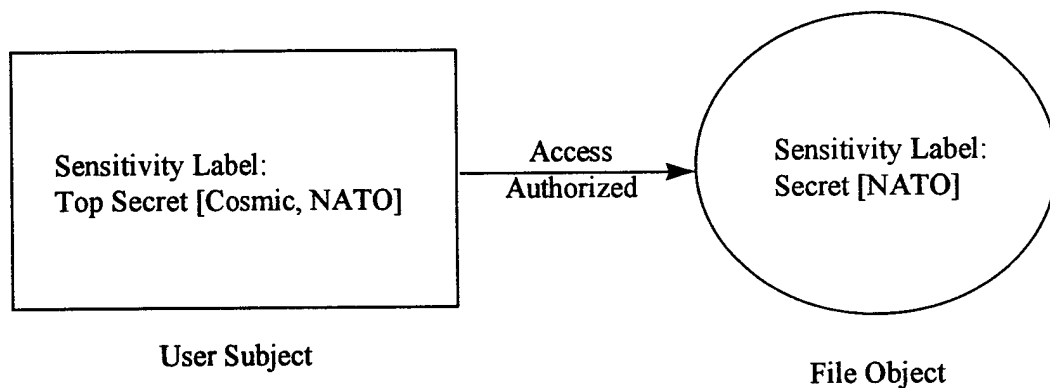 Sensitivity Label:
Top Secret [Cosmic, NATO]
Access
Authorized
Sensitivity Label:
Secret [NATO]
User Subject
File Object